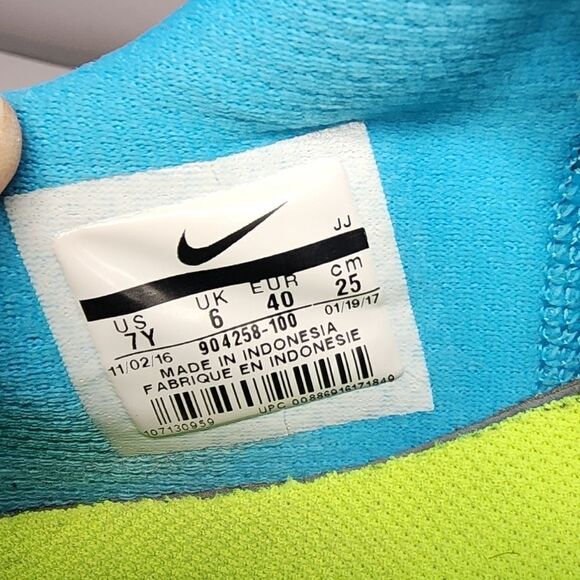 JJ
US UK EUR cm
7Y 6 40 25
904258-100
11/02/16 01/19/17
MADE IN INDONESIA
FABRIQUE EN INDONESIE
107130959 UPC 00886916171849